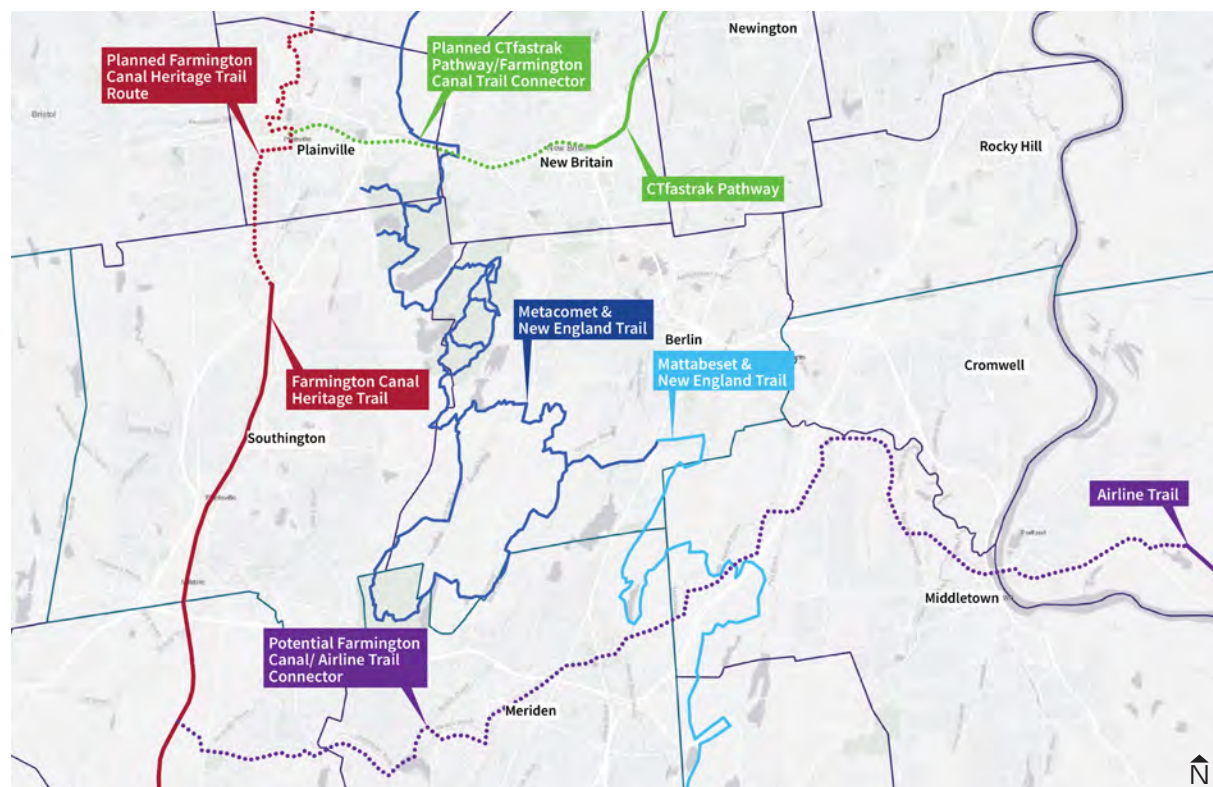 Newington
Planned Farmington
Canal Heritage Trail
Route
Planned CTfastrak
Pathway/Farmington
Canal Trail Connector
Bristol
Plainville
New Britain
Rocky Hill
CTfastrak Pathway
Metacomet &
New England Trail
Berlin
Mattabeset &
New England Trail
Cromwell
Farmington Canal
Heritage Trail
Southington
Airline Trail
Portland
Middletown
Potential Farmington
Canal/ Airline Trail
Connector
Meriden
N